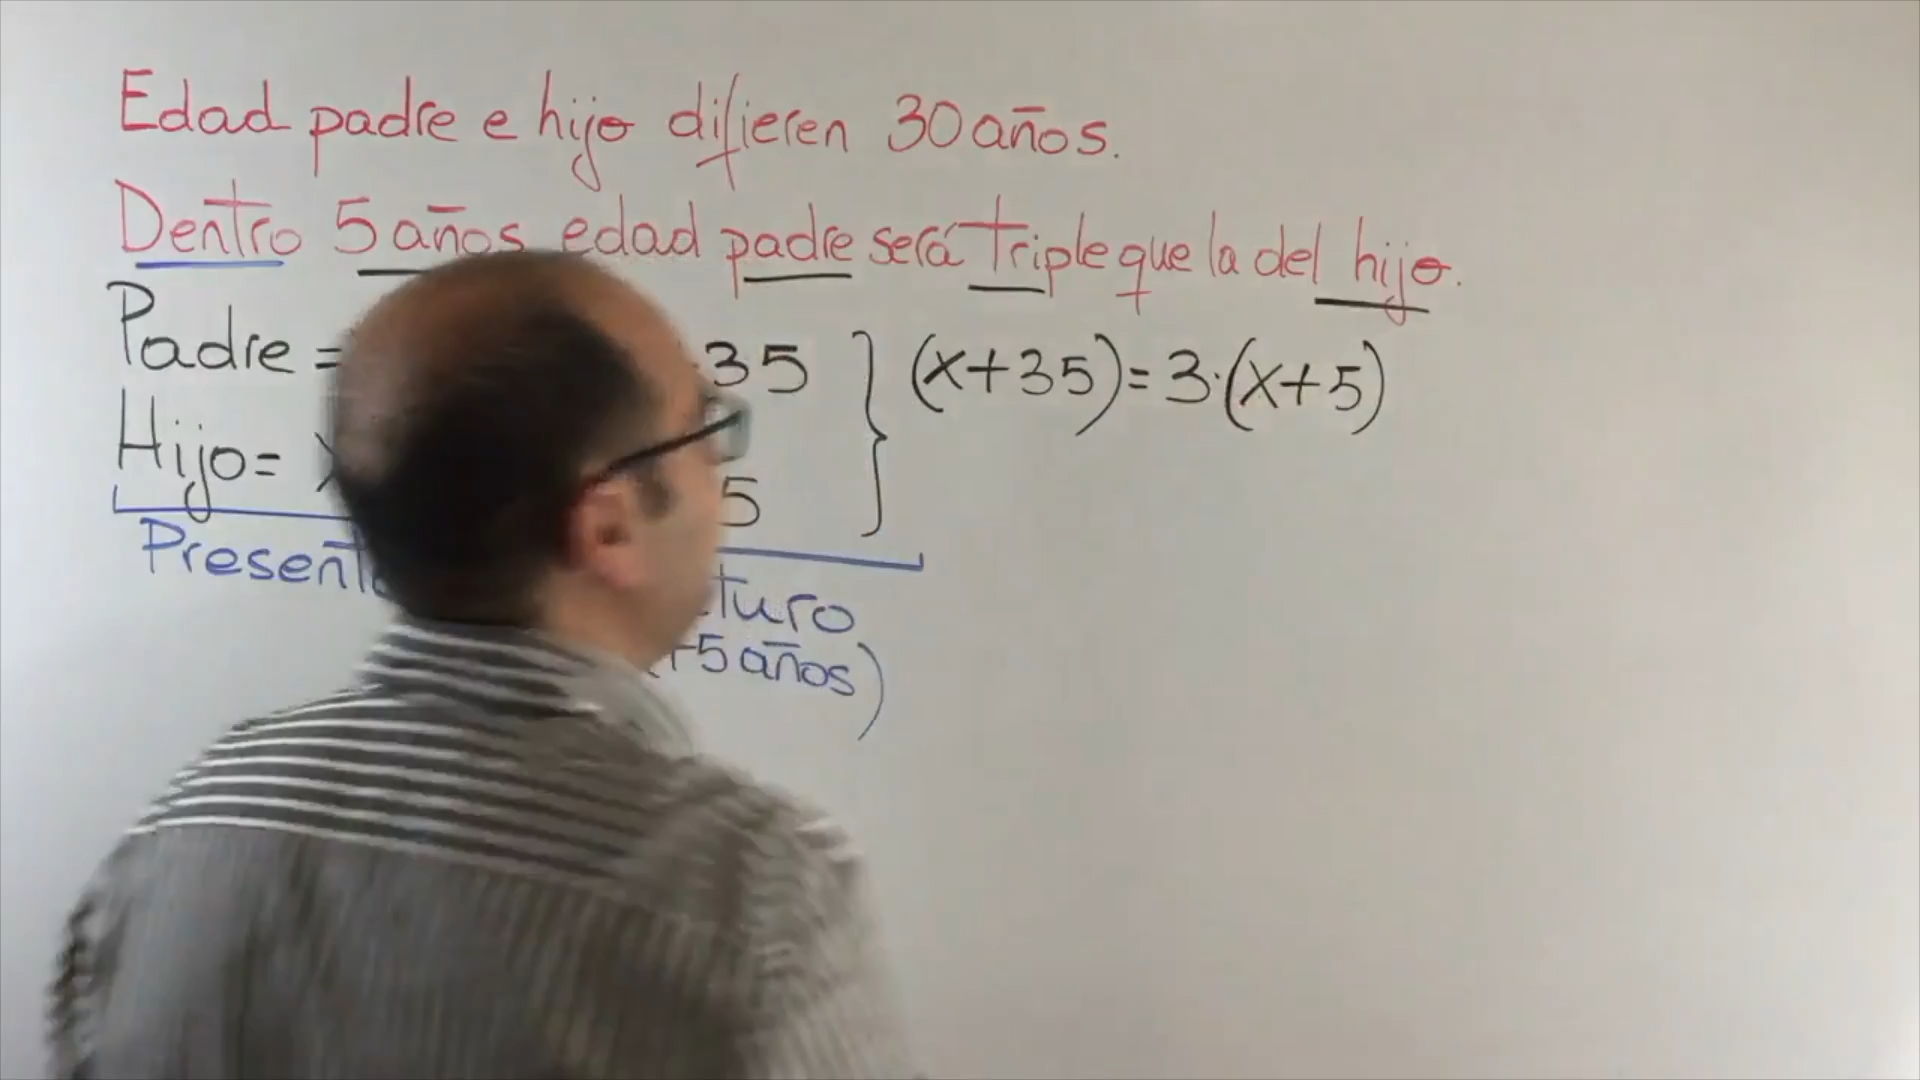 Edad padre e hijo difieren 30 años.
Dentro 5 años edad padre será triple que la del hijo.
Padre = 35 } (x+35)=3·(x+5)
Hijo= 5
Present
turo
+5 años)